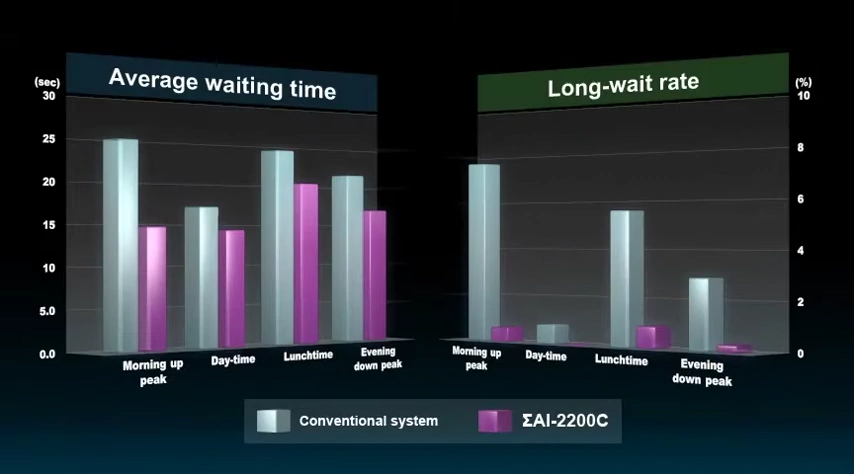 Average waiting time
(sec)
30
25
20
15
10
5.0
0.0
Morning up
peak
Day-time
Lunchtime
Evening
down peak
Long-wait rate
(%)
10
8
6
4
2
0
Morning up
peak
Day-time
Lunchtime
Evening
down peak
Conventional system
ΣAI-2200C